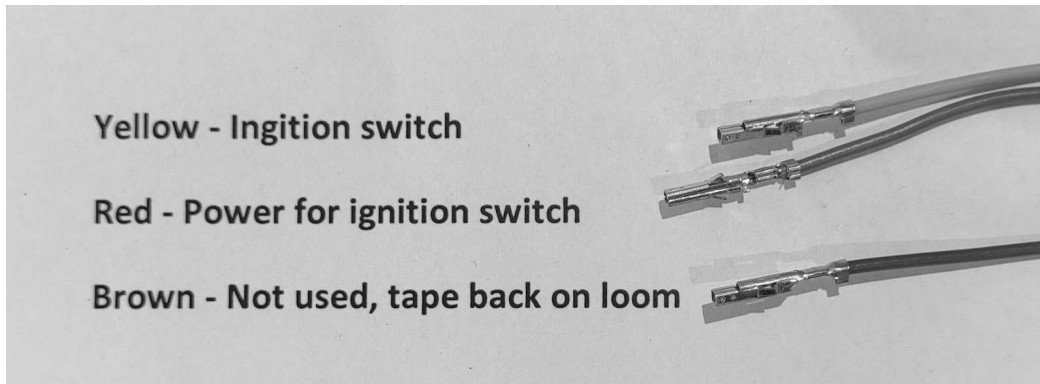 Yellow - Ingition switch
Red - Power for ignition switch
Brown - Not used, tape back on loom